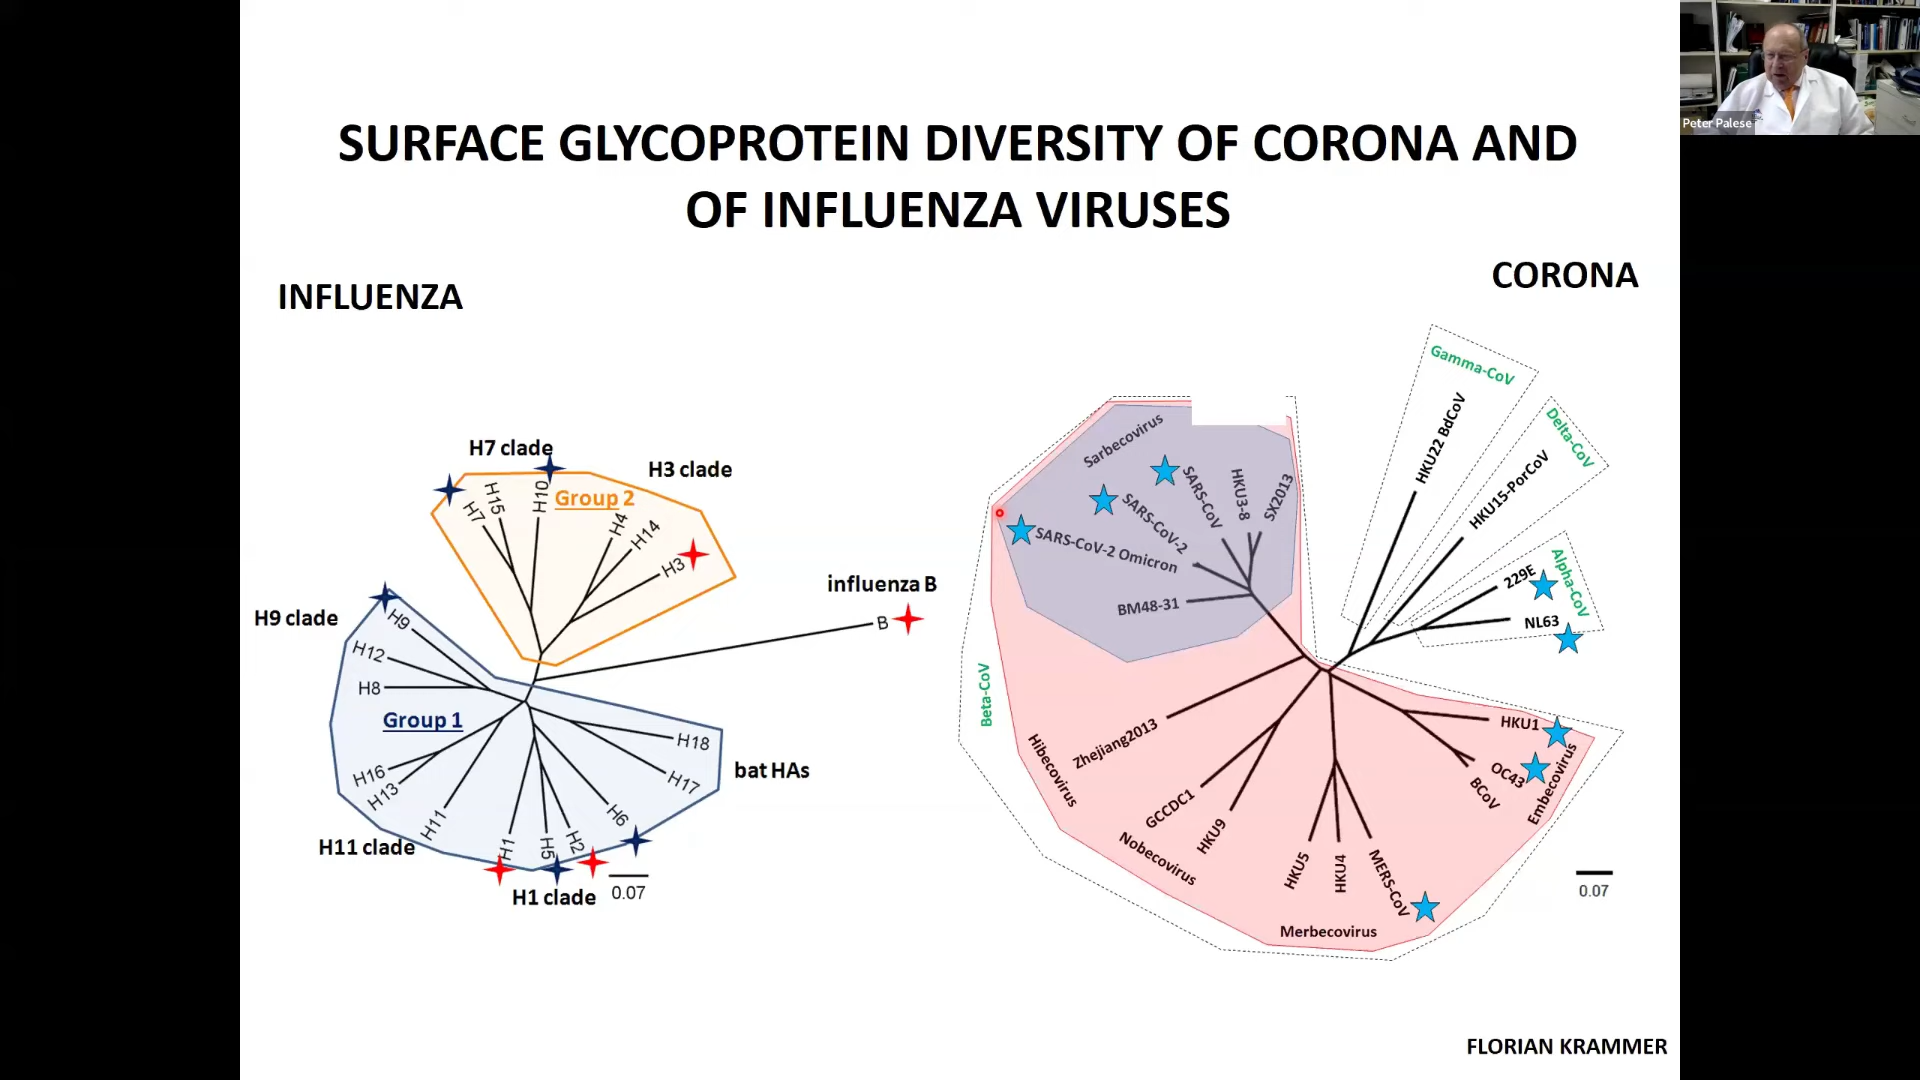 Peter Palese
SURFACE GLYCOPROTEIN DIVERSITY OF CORONA AND
OF INFLUENZA VIRUSES
INFLUENZA
H7 clade
H3 clade
Group 2
H7
H15
H10
H4
H14
H3
influenza B
B
H9 clade
H9
H12
H8
Group 1
H16
H13
H11
H11 clade
H1
H5
H2
H6
H17
H18
bat HAs
H1 clade
0.07
CORONA
Gamma-CoV
HKU22 BdCoV
Delta-CoV
HKU15-PorCoV
Alpha-CoV
229E
NL63
Sarbecovirus
SARS-CoV
HKU3-8
SX2013
SARS-CoV-2
SARS-CoV-2 Omicron
BM48-31
Beta-CoV
Zhejiang2013
Hibecovirus
GCCDC1
HKU9
Nobecovirus
HKU5
HKU4
MERS-CoV
Merbecovirus
HKU1
OC43
BCoV
Embecovirus
0.07
FLORIAN KRAMMER